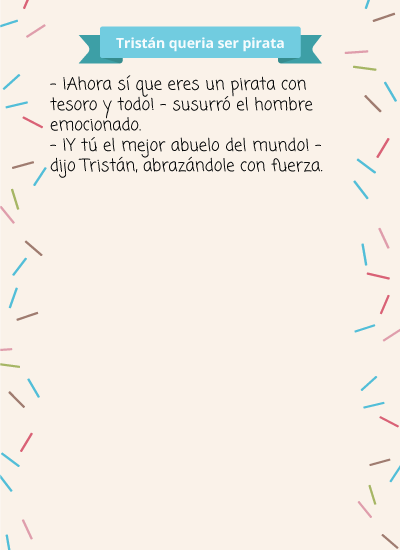 Tristán queria ser pirata
- ¡Ahora sí que eres un pirata con
tesoro y todo! - susurró el hombre
emocionado.
- ¡Y tú el mejor abuelo del mundo! -
dijo Tristán, abrazándole con fuerza.